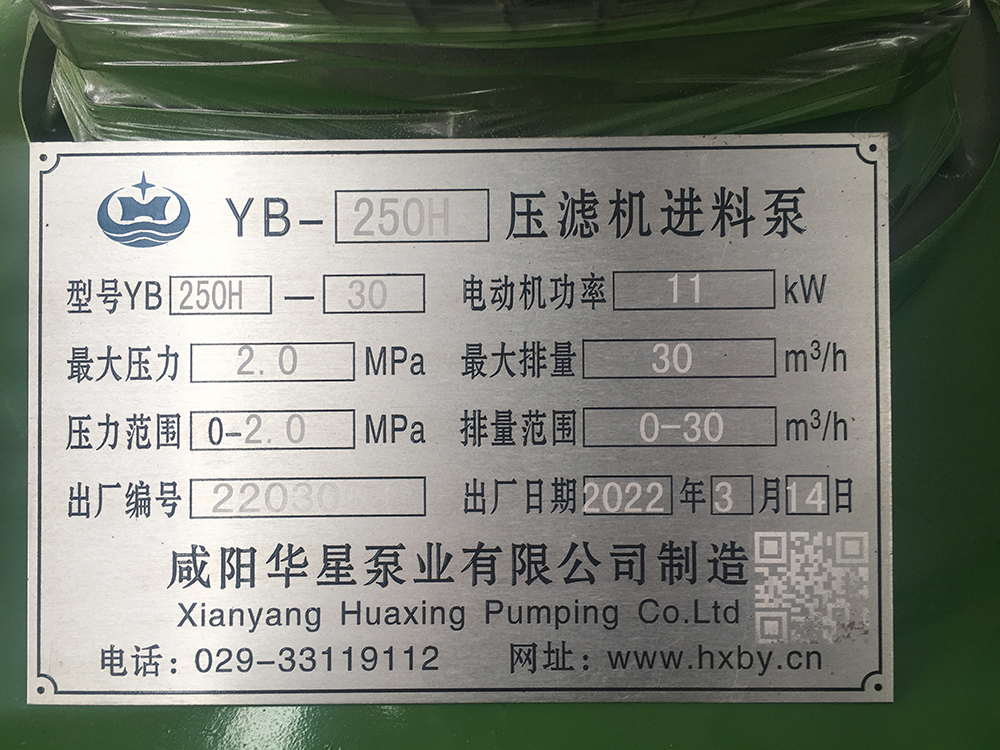 YB-250H 压滤机进料泵
型号YB 250H — 30 电动机功率 11 kW
最大压力 2.0 MPa 最大排量 30 m³/h
压力范围 0-2.0 MPa 排量范围 0-30 m³/h
出厂编号 出厂日期 2022 年 3 月 14 日
咸阳华星泵业有限公司制造
Xianyang Huaxing Pumping Co.Ltd
电话：029-33119112 网址：www.hxby.cn